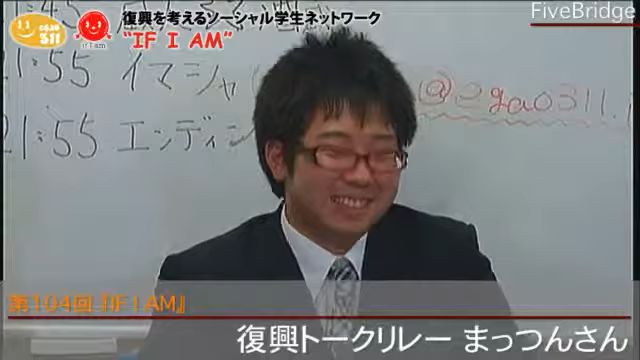 復興を考えるソーシャル学生ネットワーク
"IF I AM"
FiveBridge
egao
311
if I am
21:55 イマジャ
@egao311.
21:55 エンディン
第104回『IF I AM』
復興トークリレー まっつんさん